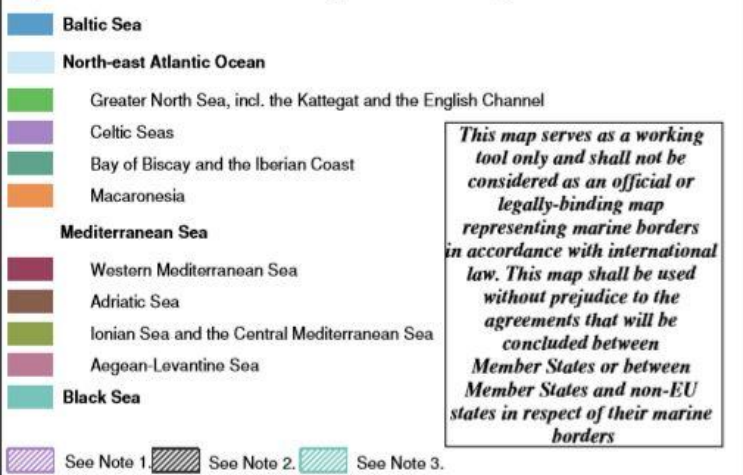 Baltic Sea
North-east Atlantic Ocean
Greater North Sea, incl. the Kattegat and the English Channel
Celtic Seas
Bay of Biscay and the Iberian Coast
Macaronesia
Mediterranean Sea
Western Mediterranean Sea
Adriatic Sea
Ionian Sea and the Central Mediterranean Sea
Aegean-Levantine Sea
Black Sea
See Note 1.
See Note 2.
See Note 3.
This map serves as a working
tool only and shall not be
considered as an official or
legally-binding map
representing marine borders
in accordance with international
law. This map shall be used
without prejudice to the
agreements that will be
concluded between
Member States or between
Member States and non-EU
states in respect of their marine
borders